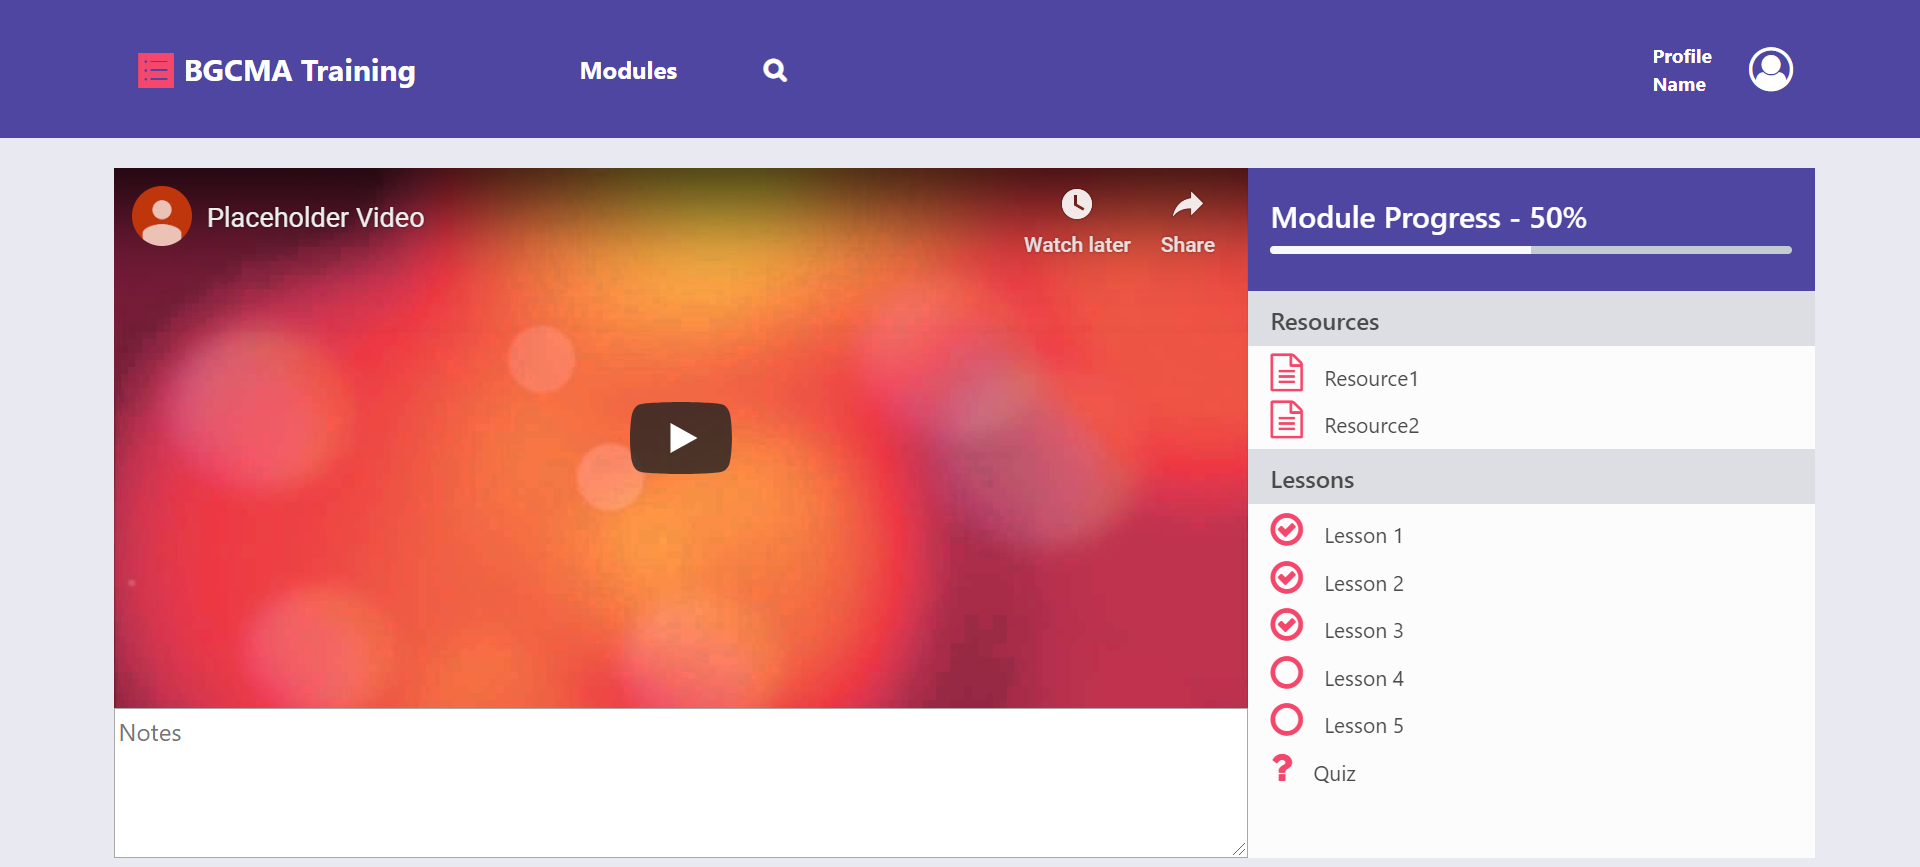 BGCMA Training
Modules
Profile
Name
Placeholder Video
Watch later
Share
Notes
Module Progress - 50%
Resources
Resource1
Resource2
Lessons
Lesson 1
Lesson 2
Lesson 3
Lesson 4
Lesson 5
? Quiz